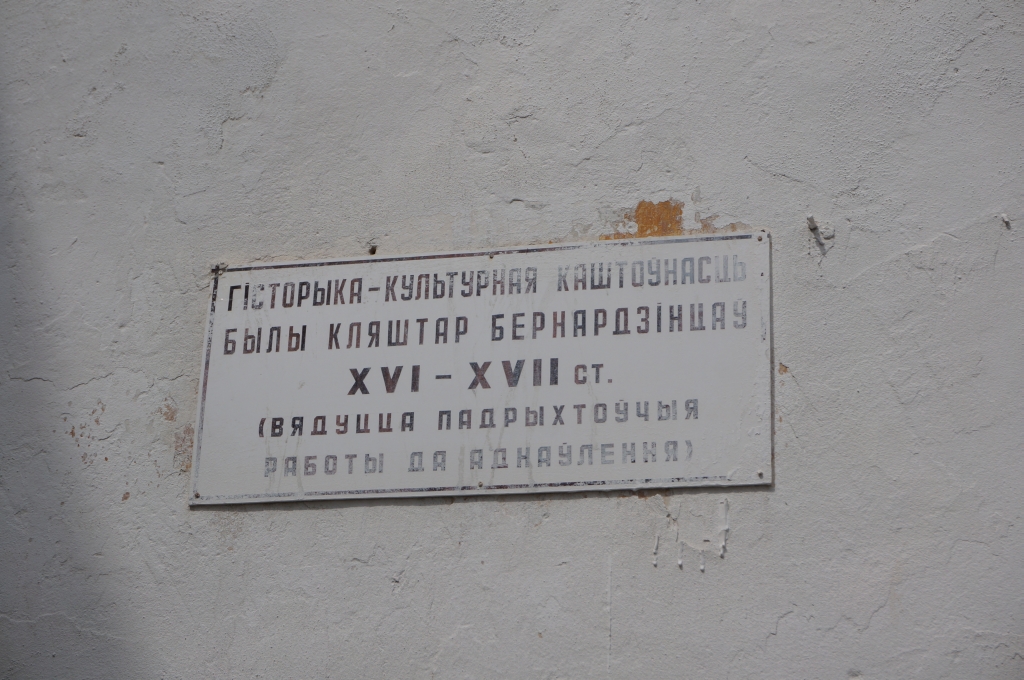 ГІСТОРЫКА-КУЛЬТУРНАЯ КАШТОЎНАСЦЬ
БЫЛЫ КЛЯШТАР БЕРНАРДЗІНЦАЎ
XVI – XVII СТ.
(ВЯДУЦЦА ПАДРЫХТОЎЧЫЯ
РАБОТЫ ДА АДНАЎЛЕННЯ)